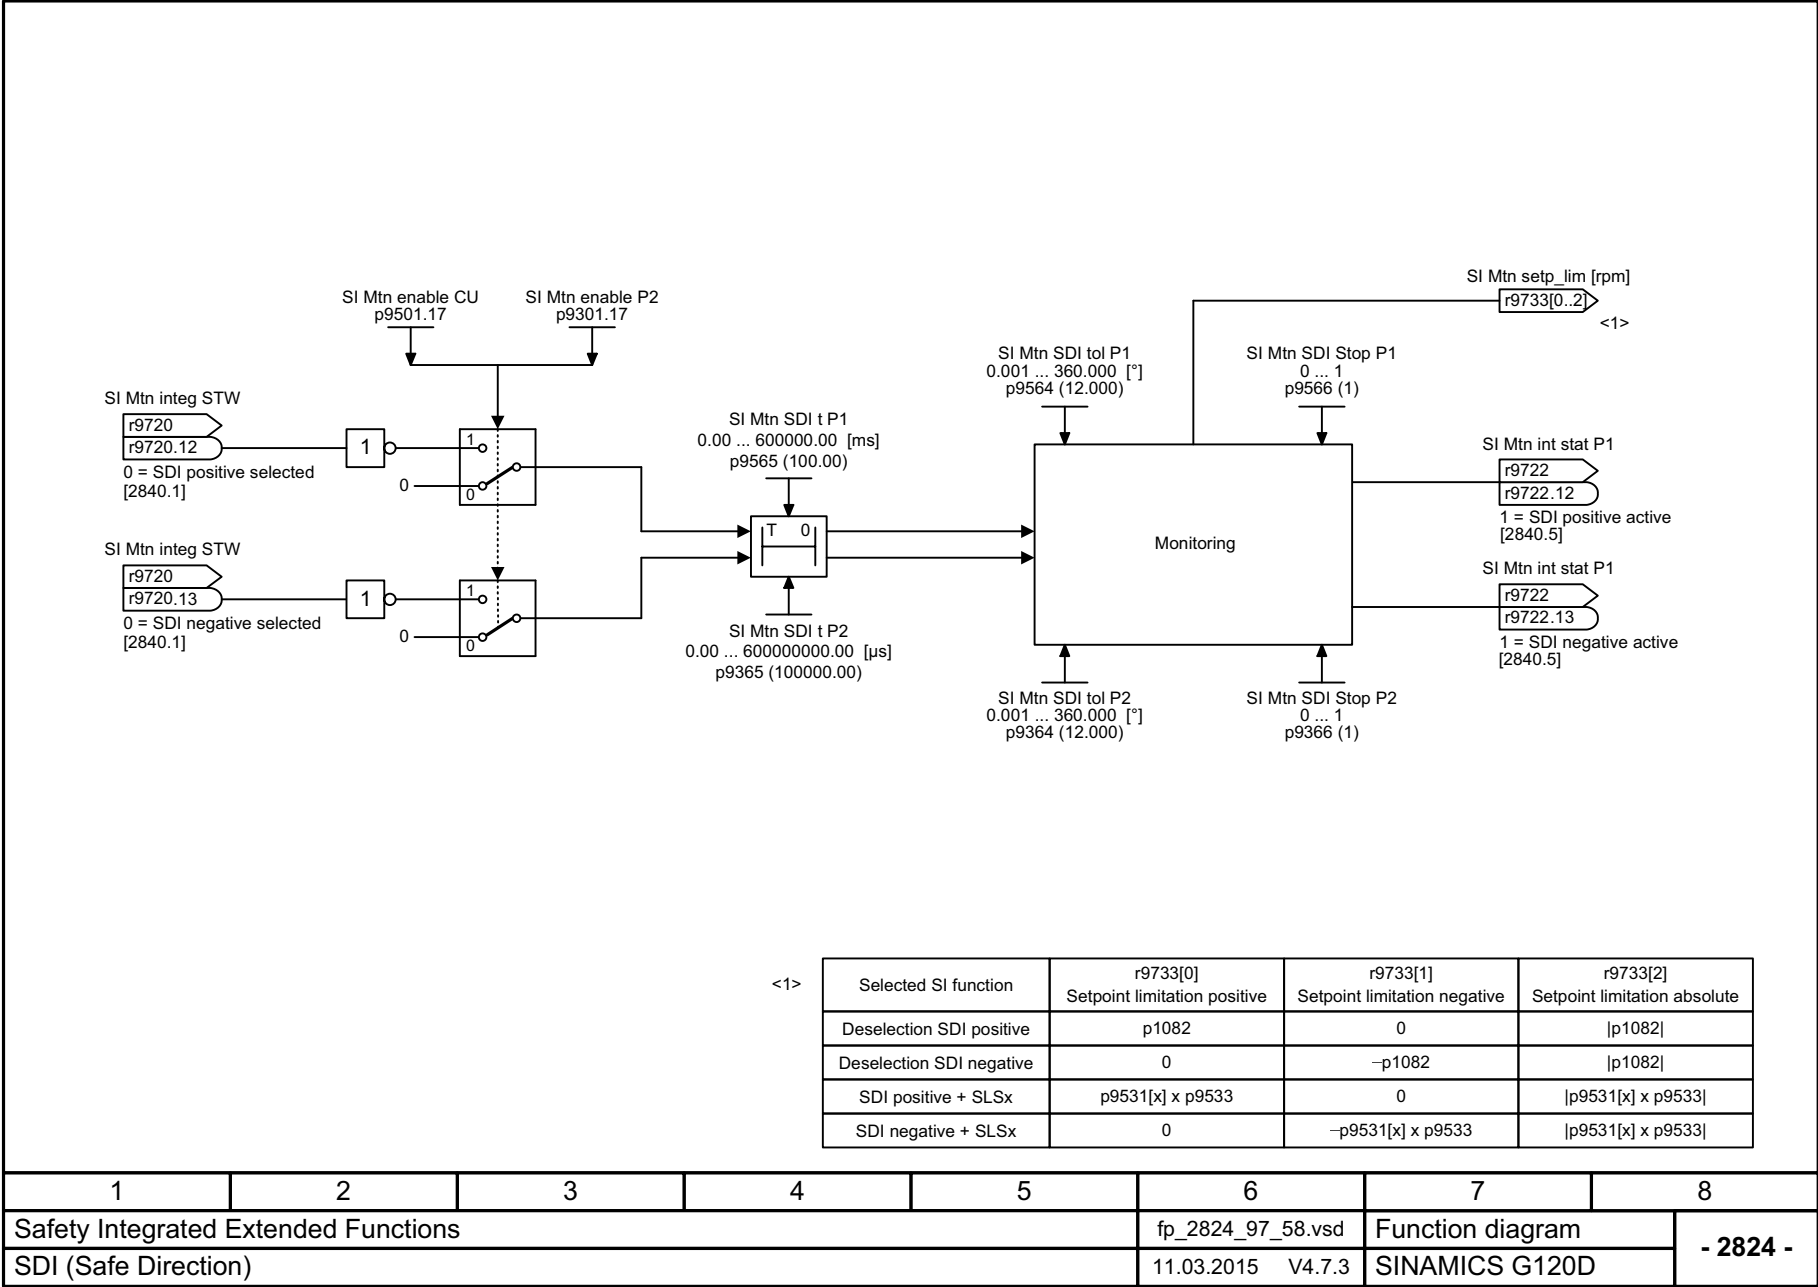 SI Mtn setp_lim [rpm]
r9733[0..2]
<1>
SI Mtn enable CU
p9501.17
SI Mtn enable P2
p9301.17
SI Mtn SDI tol P1
0.001 ... 360.000 [°]
p9564 (12.000)
SI Mtn SDI Stop P1
0 ... 1
p9566 (1)
SI Mtn integ STW
r9720
r9720.12
0 = SDI positive selected
[2840.1]
1
1
0
0
SI Mtn SDI t P1
0.00 ... 600000.00 [ms]
p9565 (100.00)
T 0
Monitoring
SI Mtn int stat P1
r9722
r9722.12
1 = SDI positive active
[2840.5]
SI Mtn integ STW
r9720
r9720.13
0 = SDI negative selected
[2840.1]
1
1
0
0
SI Mtn SDI t P2
0.00 ... 600000000.00 [µs]
p9365 (100000.00)
SI Mtn int stat P1
r9722
r9722.13
1 = SDI negative active
[2840.5]
SI Mtn SDI tol P2
0.001 ... 360.000 [°]
p9364 (12.000)
SI Mtn SDI Stop P2
0 ... 1
p9366 (1)
<1>
Selected SI function
r9733[0]
Setpoint limitation positive
r9733[1]
Setpoint limitation negative
r9733[2]
Setpoint limitation absolute
Deselection SDI positive
p1082
0
|p1082|
Deselection SDI negative
0
–p1082
|p1082|
SDI positive + SLSx
p9531[x] x p9533
0
|p9531[x] x p9533|
SDI negative + SLSx
0
–p9531[x] x p9533
|p9531[x] x p9533|
1 2 3 4 5 6 7 8
Safety Integrated Extended Functions
fp_2824_97_58.vsd
Function diagram
- 2824 -
SDI (Safe Direction)
11.03.2015 V4.7.3
SINAMICS G120D